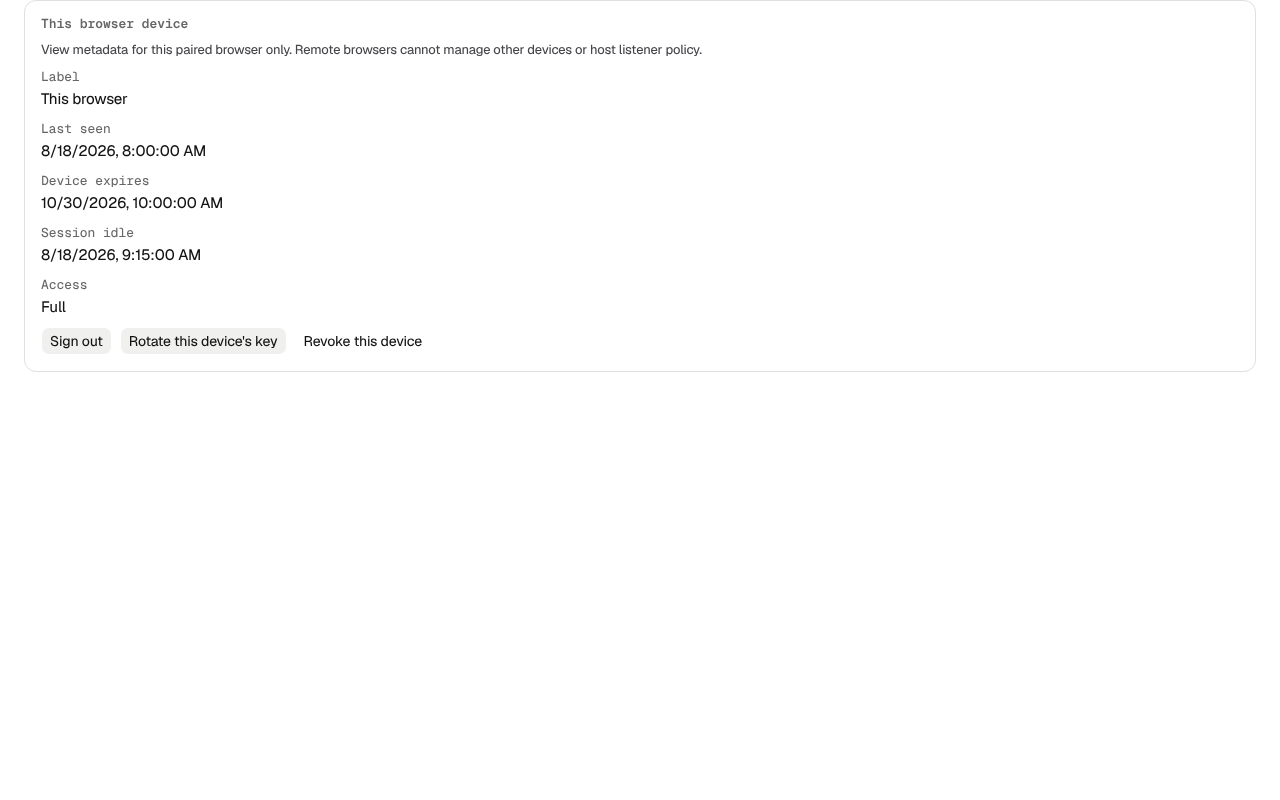 This browser device
View metadata for this paired browser only. Remote browsers cannot manage other devices or host listener policy.
Label
This browser
Last seen
8/18/2026, 8:00:00 AM
Device expires
10/30/2026, 10:00:00 AM
Session idle
8/18/2026, 9:15:00 AM
Access
Full
Sign out Rotate this device's key Revoke this device